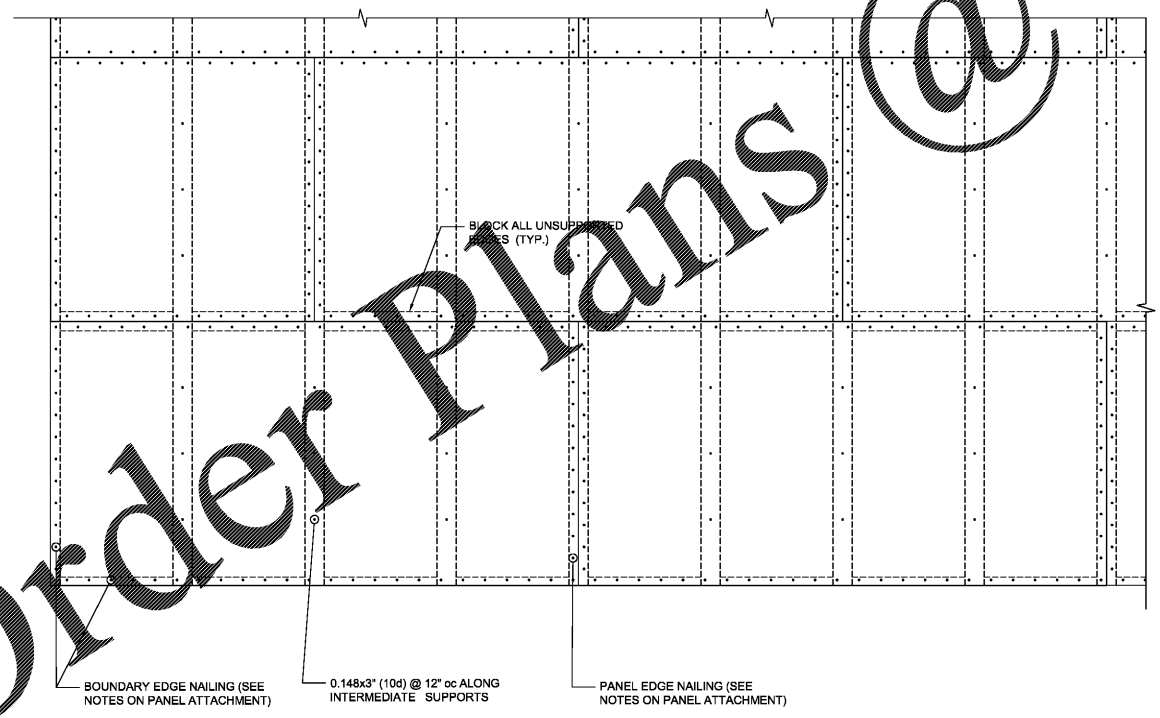 BLOCK ALL UNSUPPORTED
EDGES (TYP.)
Order Plans @
BOUNDARY EDGE NAILING (SEE
NOTES ON PANEL ATTACHMENT)
0.148x3" (10d) @ 12" oc ALONG
INTERMEDIATE SUPPORTS
PANEL EDGE NAILING (SEE
NOTES ON PANEL ATTACHMENT)